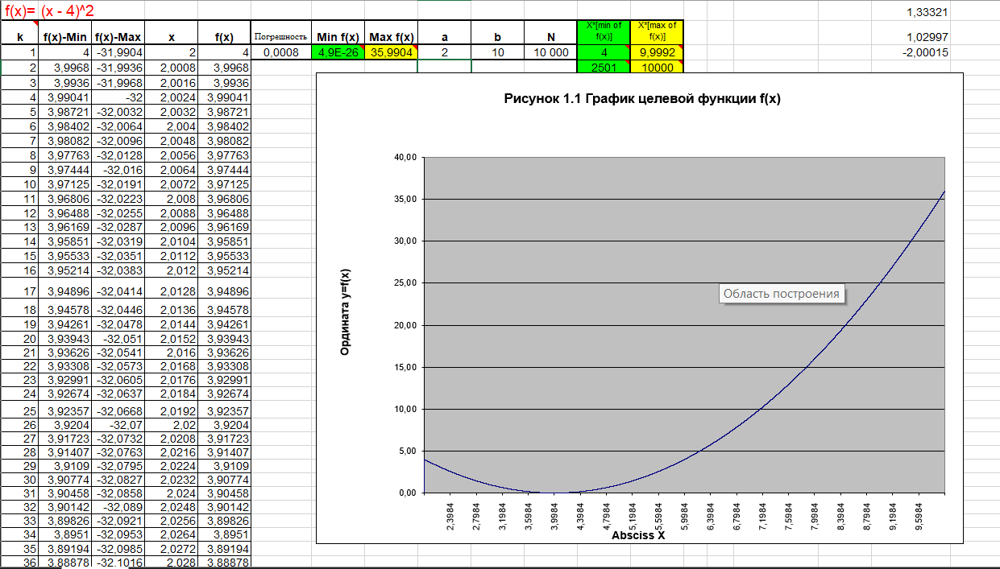 f(x)= (x - 4)^2
1,33321
k f(x)-Min f(x)-Max x f(x) Погрешность Min f(x) Max f(x) a b N X*[min of f(x)] X*[max of f(x)] 1,02997
1 4 -31,9904 2 4 0,0008 4,9E-26 35,9904 2 10 10 000 4 9,9992 -2,00015
2 3,9968 -31,9936 2,0008 3,9968 2501 10000
3 3,9936 -31,9968 2,0016 3,9936
4 3,99041 -32 2,0024 3,99041
5 3,98721 -32,0032 2,0032 3,98721
6 3,98402 -32,0064 2,004 3,98402
7 3,98082 -32,0096 2,0048 3,98082
8 3,97763 -32,0128 2,0056 3,97763
9 3,97444 -32,016 2,0064 3,97444
10 3,97125 -32,0191 2,0072 3,97125
11 3,96806 -32,0223 2,008 3,96806
12 3,96488 -32,0255 2,0088 3,96488
13 3,96169 -32,0287 2,0096 3,96169
14 3,95851 -32,0319 2,0104 3,95851
15 3,95533 -32,0351 2,0112 3,95533
16 3,95214 -32,0383 2,012 3,95214
17 3,94896 -32,0414 2,0128 3,94896
18 3,94578 -32,0446 2,0136 3,94578
19 3,94261 -32,0478 2,0144 3,94261
20 3,93943 -32,051 2,0152 3,93943
21 3,93626 -32,0541 2,016 3,93626
22 3,93308 -32,0573 2,0168 3,93308
23 3,92991 -32,0605 2,0176 3,92991
24 3,92674 -32,0637 2,0184 3,92674
25 3,92357 -32,0668 2,0192 3,92357
26 3,9204 -32,07 2,02 3,9204
27 3,91723 -32,0732 2,0208 3,91723
28 3,91407 -32,0763 2,0216 3,91407
29 3,9109 -32,0795 2,0224 3,9109
30 3,90774 -32,0827 2,0232 3,90774
31 3,90458 -32,0858 2,024 3,90458
32 3,90142 -32,089 2,0248 3,90142
33 3,89826 -32,0921 2,0256 3,89826
34 3,8951 -32,0953 2,0264 3,8951
35 3,89194 -32,0985 2,0272 3,89194
36 3,88878 -32,1016 2,028 3,88878
Рисунок 1.1 График целевой функции f(x)
40,00
35,00
30,00
25,00
20,00
15,00
10,00
5,00
0,00
Ордината y=f(x)
Область построения
2,3984 2,7984 3,1984 3,5984 3,9984 4,3984 4,7984 5,1984 5,5984 5,9984 6,3984 6,7984 7,1984 7,5984 7,9984 8,3984 8,7984 9,1984 9,5984
Absciss X